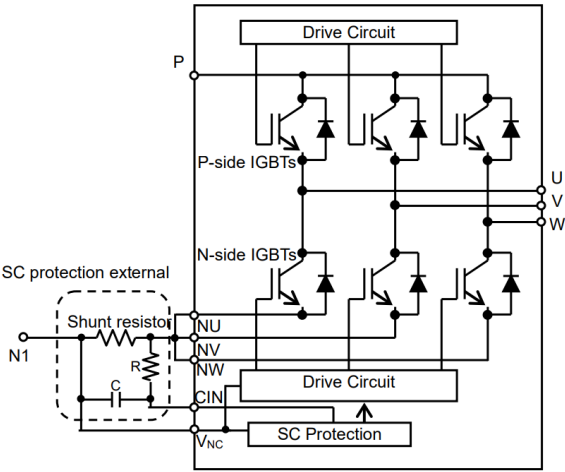 Drive Circuit
P
P-side IGBTs
U
V
W
N-side IGBTs
SC protection external
Shunt resistor
N1
NU
NV
NW
R
C
CIN
Drive Circuit
VNC
SC Protection